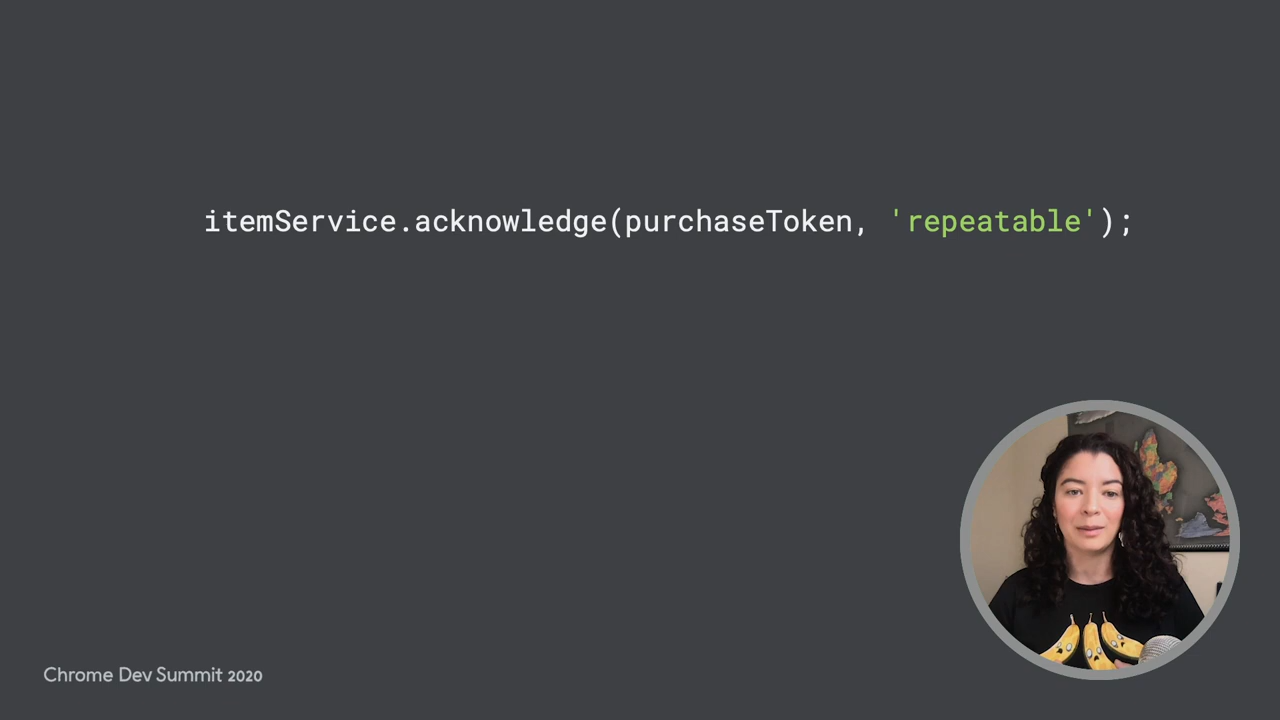 itemService.acknowledge(purchaseToken, 'repeatable');
Chrome Dev Summit 2020